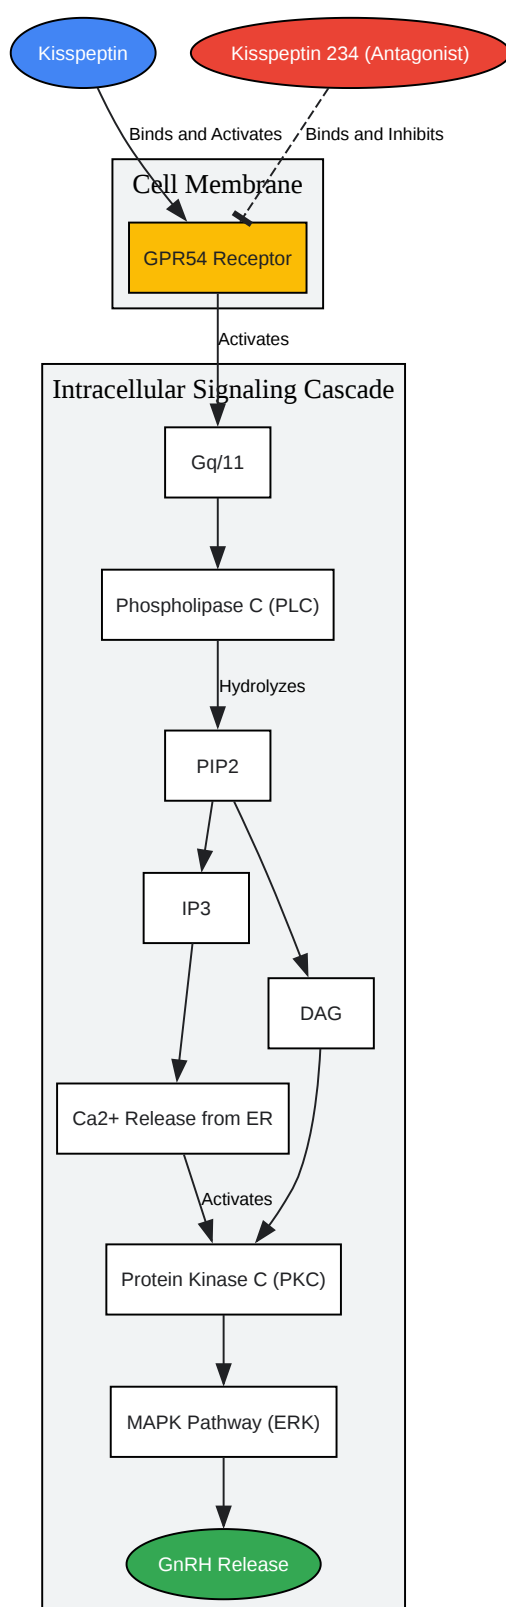 Kisspeptin
Kisspeptin 234 (Antagonist)
Binds and Activates
Binds and Inhibits
Cell Membrane
GPR54 Receptor
Activates
Intracellular Signaling Cascade
Gq/11
Phospholipase C (PLC)
Hydrolyzes
PIP2
IP3
DAG
Ca2+ Release from ER
Activates
Protein Kinase C (PKC)
MAPK Pathway (ERK)
GnRH Release